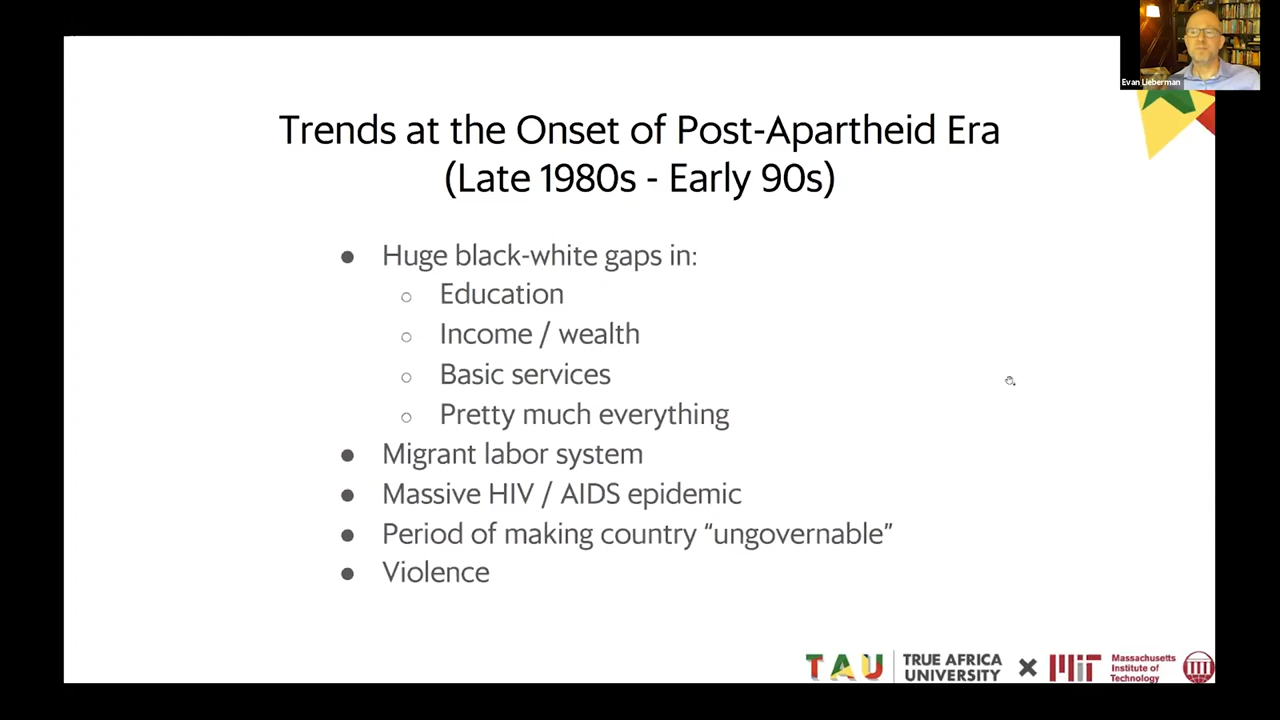 Evan Lieberman
Trends at the Onset of Post-Apartheid Era
(Late 1980s - Early 90s)
● Huge black-white gaps in:
○ Education
○ Income / wealth
○ Basic services
○ Pretty much everything
● Migrant labor system
● Massive HIV / AIDS epidemic
● Period of making country “ungovernable”
● Violence
TAU
TRUE AFRICA
UNIVERSITY
MIT
Massachusetts
Institute of
Technology